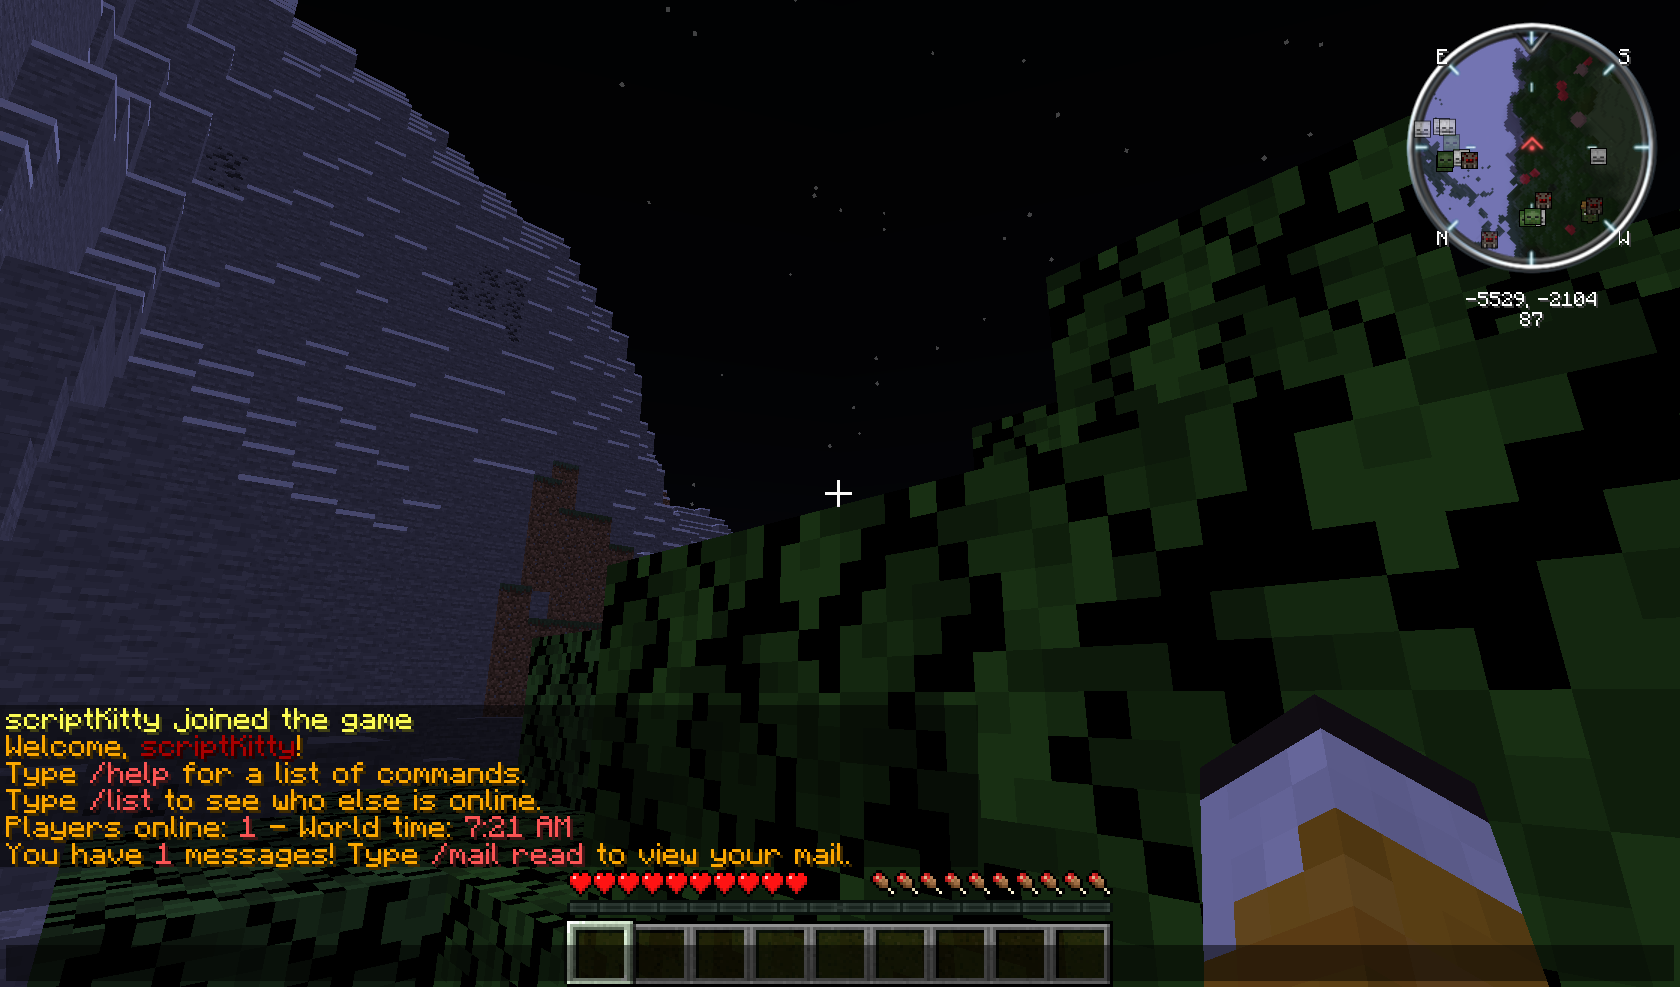 E
S
N
W
-5529, -2104
87
scriptKitty joined the game
Welcome, scriptKitty!
Type /help for a list of commands.
Type /list to see who else is online.
Players online: 1 - World time: 7:21 AM
You have 1 messages! Type /mail read to view your mail.